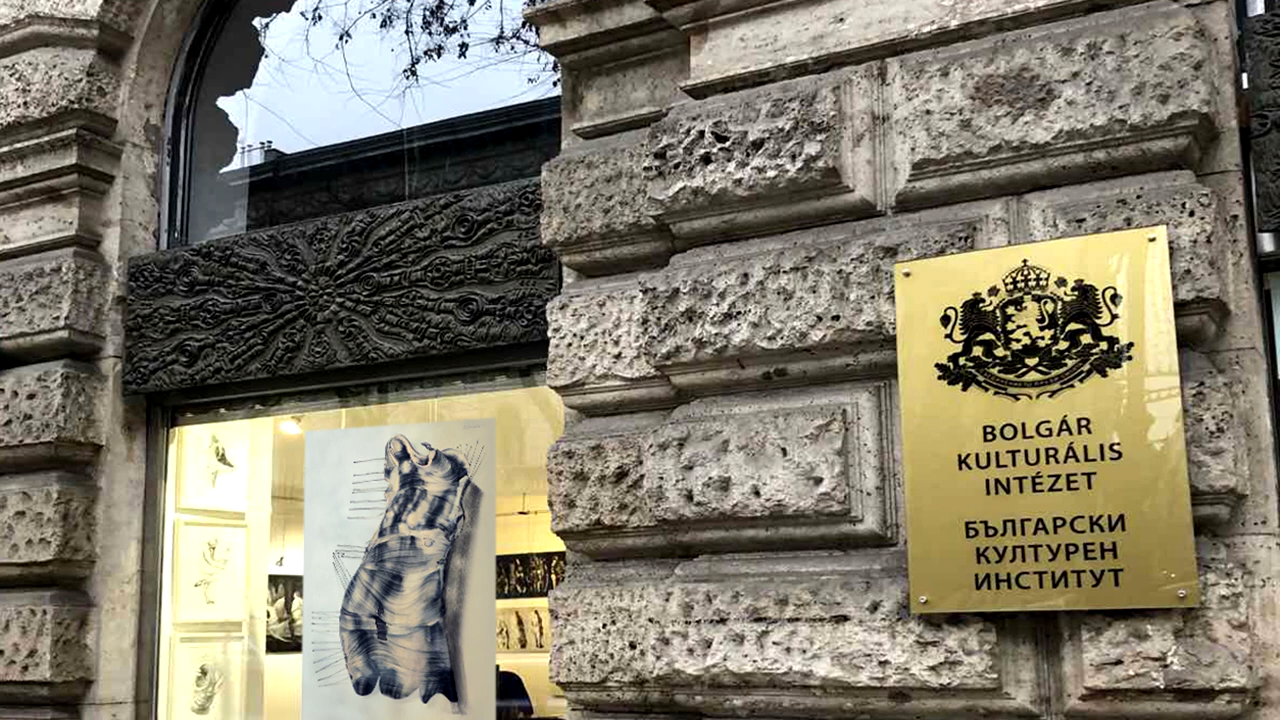 BOLGÁR
KULTURÁLIS
INTÉZET
БЪЛГАРСКИ
КУЛТУРЕН
ИНСТИТУТ